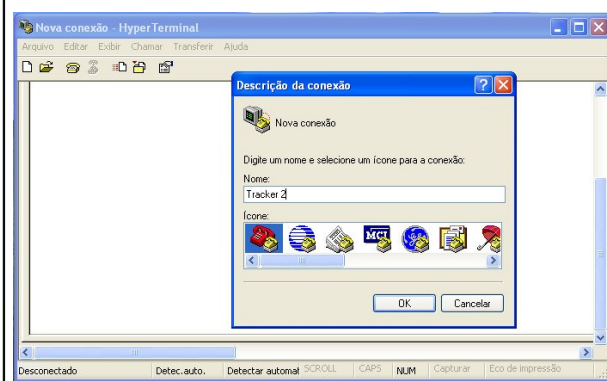 Nova conexão - HyperTerminal
Arquivo Editar Exibir Chamar Transferir Ajuda
Descrição da conexão
Nova conexão
Digite um nome e selecione um ícone para a conexão:
Nome:
Tracker 2
Ícone:
MCI
OK Cancelar
Desconectado Detec.auto. Detectar automat SCROLL CAPS NUM Capturar Eco de impressão